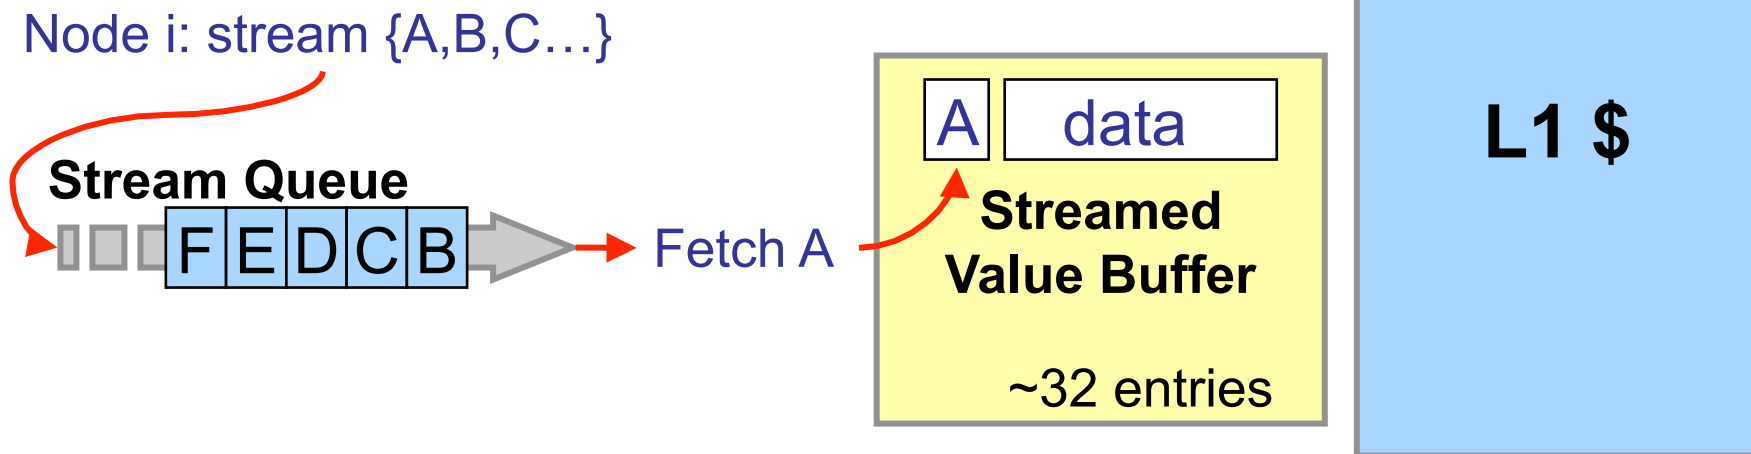 Node i: stream {A,B,C...}
Stream Queue
F E D C B
Fetch A
A data
Streamed
Value Buffer
~32 entries
L1 $